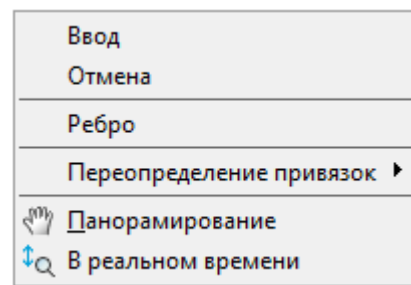 Ввод
Отмена
Ребро
Переопределение привязок
Панорамирование
В реальном времени